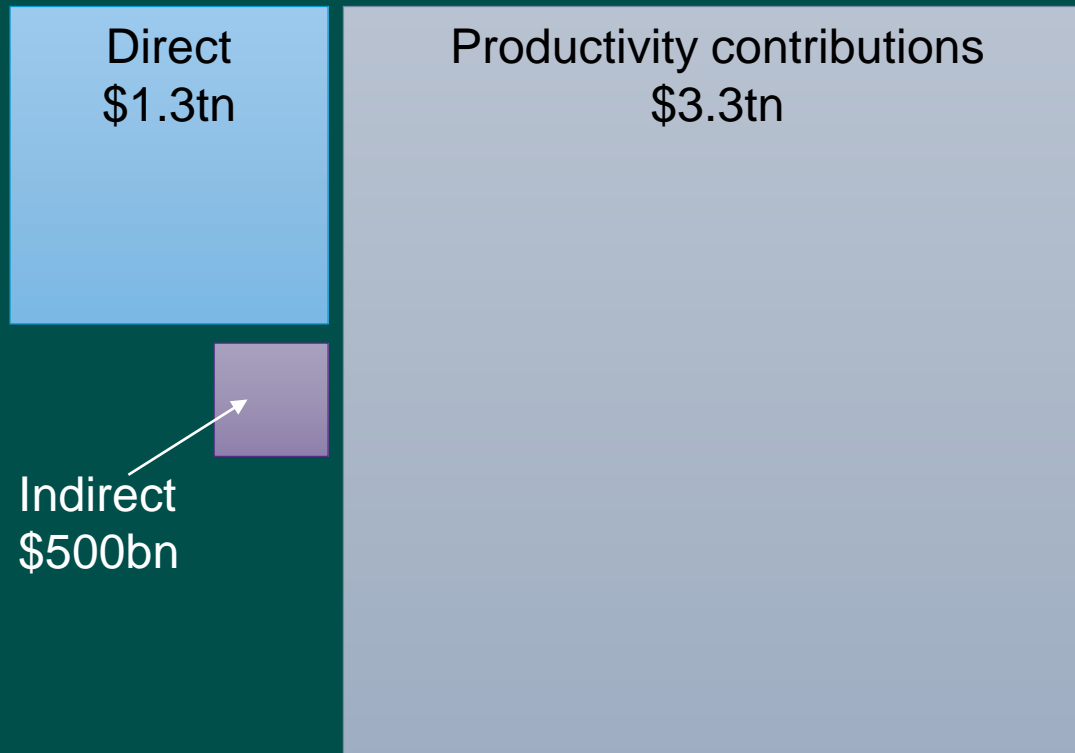 Direct
$1.3tn
Productivity contributions
$3.3tn
Indirect
$500bn